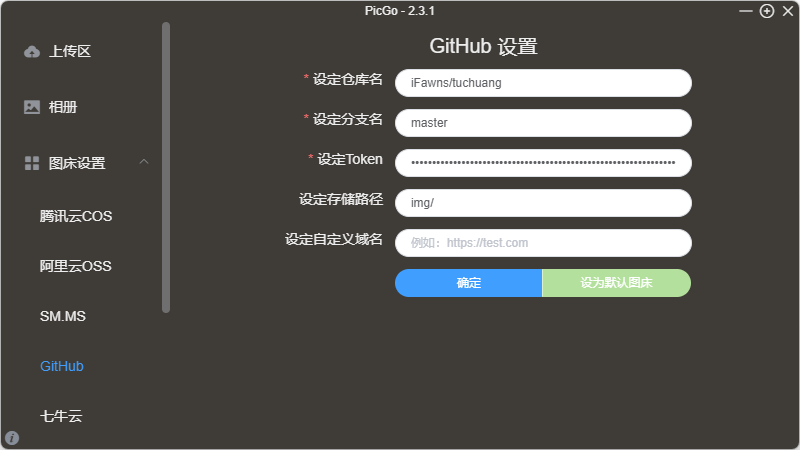 PicGo - 2.3.1
上传区
相册
图床设置
腾讯云COS
阿里云OSS
SM.MS
GitHub
七牛云
GitHub 设置
* 设定仓库名
iFawns/tuchuang
* 设定分支名
master
* 设定Token
设定存储路径
img/
设定自定义域名
例如：https://test.com
确定
设为默认图床